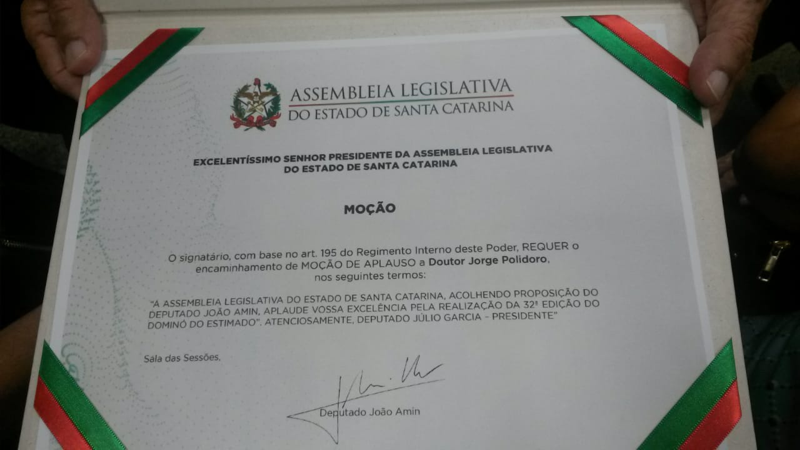 ASSEMBLEIA LEGISLATIVA
DO ESTADO DE SANTA CATARINA
EXCELENTÍSSIMO SENHOR PRESIDENTE DA ASSEMBLEIA LEGISLATIVA
DO ESTADO DE SANTA CATARINA
MOÇÃO
O signatário, com base no art. 195 do Regimento Interno deste Poder, REQUER o
encaminhamento de MOÇÃO DE APLAUSO a Doutor Jorge Polidoro,
nos seguintes termos:
"A ASSEMBLEIA LEGISLATIVA DO ESTADO DE SANTA CATARINA, ACOLHENDO PROPOSIÇÃO DO
DEPUTADO JOÃO AMIN, APLAUDE VOSSA EXCELÊNCIA PELA REALIZAÇÃO DA 32ª EDIÇÃO DO
DOMINÓ DO ESTIMADO". ATENCIOSAMENTE, DEPUTADO JÚLIO GARCIA - PRESIDENTE"
Sala das Sessões,
Deputado João Amin